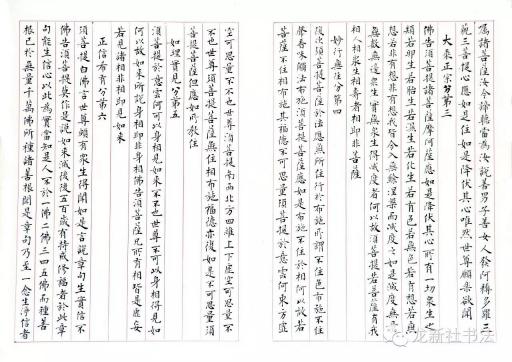 屬諸菩薩汝今諦聽當為汝說善男子善女人發阿耨多羅三
藐三菩提心應如是住如是降伏其心唯然世尊願樂欲聞
大乘正宗分第三
佛告須菩提諸菩薩摩訶薩應如是降伏其心所有一切眾生之
類若卵生若胎生若濕生若化生若有色若無色若有想若無
想若非有想非無想我皆令入無餘涅槃而滅度之如是滅度無量
無數無邊眾生實無眾生得滅度者何以故須菩提若菩薩有我
相人相眾生相壽者相即非菩薩
妙行無住分第四
復次須菩提菩薩於法應無所住行於布施所謂不住色布施不住
聲香味觸法布施須菩提菩薩應如是布施不住於相何以故若
菩薩不住相布施其福德不可思量須菩提於意云何東方虛
空可思量不不也世尊須菩提南西北方四維上下虛空可思量不
不也世尊須菩提菩薩無住相布施福德亦復如是不可思量須
菩提菩薩但應如所教住
如理實見分第五
須菩提於意云何可以身相見如來不不也世尊不可以身相得見如來
何以故如來所說身相即非身相佛告須菩提凡所有相皆是虛妄
若見諸相非相即見如來
正信希有分第六
須菩提白佛言世尊頗有眾生得聞如是言說章句生實信不
佛告須菩提莫作是說如來滅後後五百歲有持戒修福者於此章
句能生信心以此為實當知是人不於一佛二佛三四五佛而種善
根已於無量千萬佛所種諸善根聞是章句乃至一念生淨信者
龙新社书法